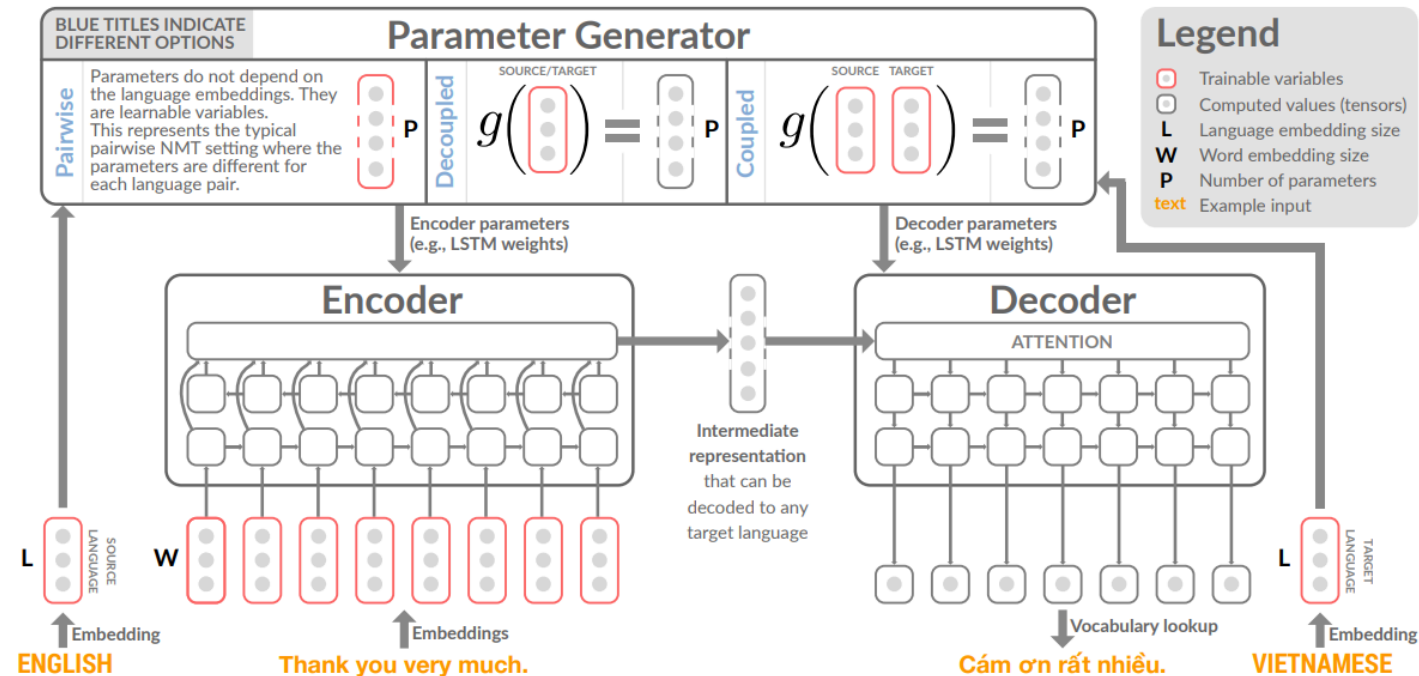 BLUE TITLES INDICATE
DIFFERENT OPTIONS
Parameter Generator
Pairwise
Parameters do not depend on
the language embeddings. They
are learnable variables.
This represents the typical
pairwise NMT setting where the
parameters are different for
each language pair.
P
Decoupled
SOURCE/TARGET
g( ) =
P
Coupled
SOURCE TARGET
g( ) =
P
Legend
Trainable variables
Computed values (tensors)
L Language embedding size
W Word embedding size
P Number of parameters
text Example input
Encoder parameters
(e.g., LSTM weights)
Decoder parameters
(e.g., LSTM weights)
Encoder
Decoder
ATTENTION
Intermediate
representation
that can be
decoded to any
target language
L
SOURCE
LANGUAGE
W
L
TARGET
LANGUAGE
Embedding
Embeddings
Vocabulary lookup
Embedding
ENGLISH
Thank you very much.
Cám ơn rất nhiều.
VIETNAMESE